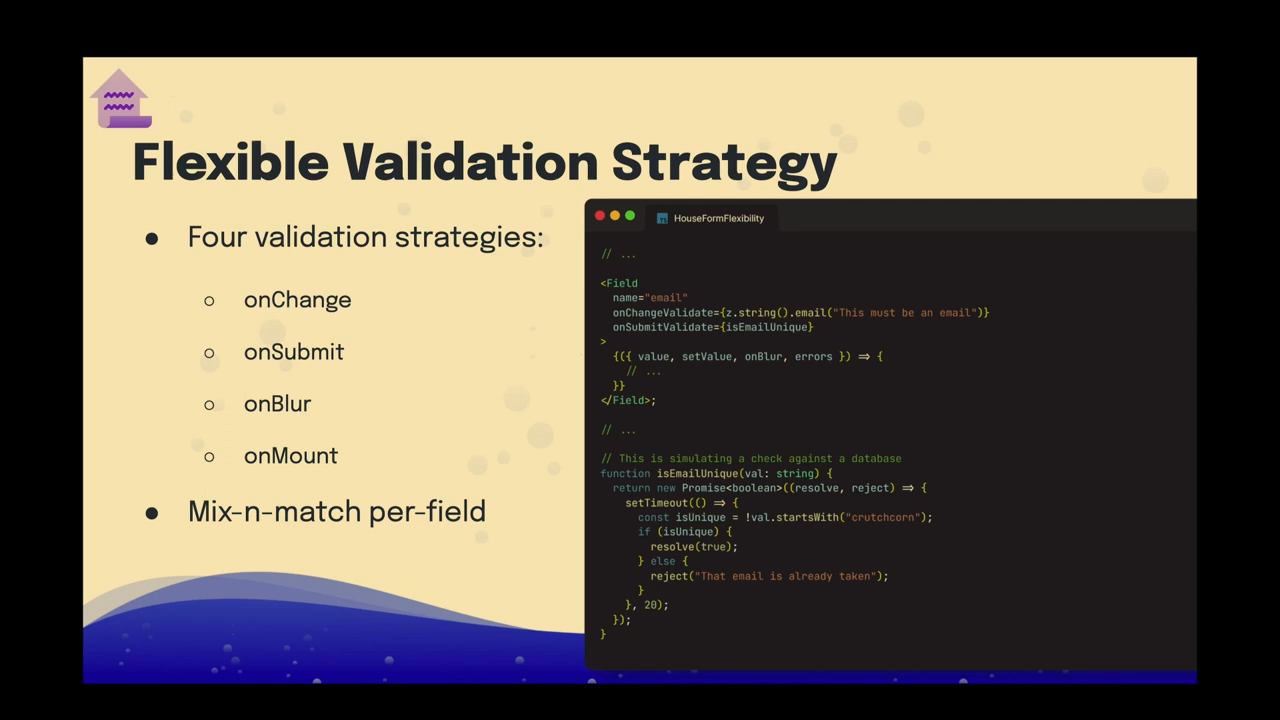 Flexible Validation Strategy
● Four validation strategies:
○ onChange
○ onSubmit
○ onBlur
○ onMount
● Mix-n-match per-field
TS HouseFormFlexibility
// ...
<Field
name="email"
onChangeValidate={z.string().email("This must be an email")}
onSubmitValidate={isEmailUnique}
>
{({ value, setValue, onBlur, errors }) => {
// ...
}}
</Field>;
// ...
// This is simulating a check against a database
function isEmailUnique(val: string) {
return new Promise<boolean>((resolve, reject) => {
setTimeout(() => {
const isUnique = !val.startsWith("crutchcorn");
if (isUnique) {
resolve(true);
} else {
reject("That email is already taken");
}
}, 20);
});
}